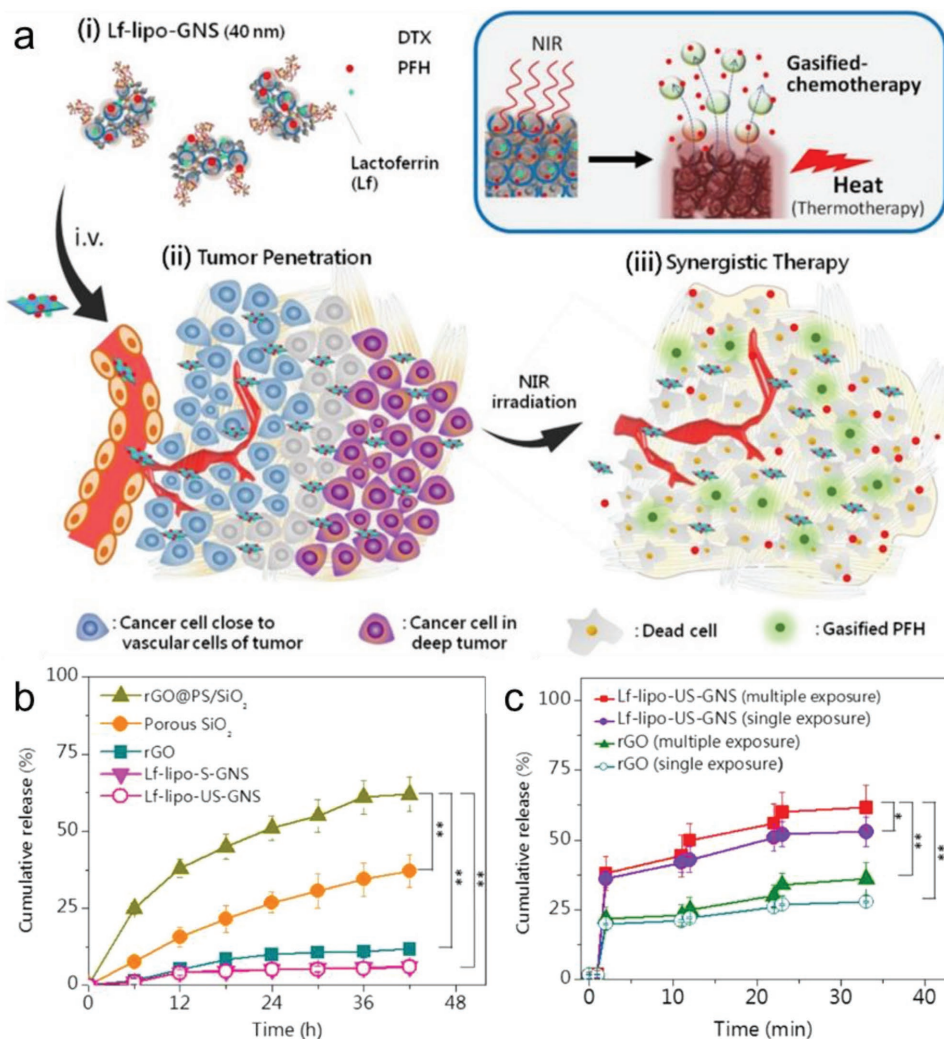 a
(i) Lf-lipo-GNS (40 nm)
DTX
PFH
Lactoferrin
(Lf)
NIR
Gasified-
chemotherapy
Heat
(Thermotherapy)
i.v.
(ii) Tumor Penetration
NIR
irradiation
(iii) Synergistic Therapy
: Cancer cell close to
vascular cells of tumor
: Cancer cell in
deep tumor
: Dead cell
: Gasified PFH
b
Cumulative release (%)
100
75
50
25
0
rGO@PS/SiO₂
Porous SiO₂
rGO
Lf-lipo-S-GNS
Lf-lipo-US-GNS
**
**
**
0 12 24 36 48
Time (h)
c
Cumulative release (%)
100
75
50
25
0
Lf-lipo-US-GNS (multiple exposure)
Lf-lipo-US-GNS (single exposure)
rGO (multiple exposure)
rGO (single exposure)
*
**
**
0 10 20 30 40
Time (min)